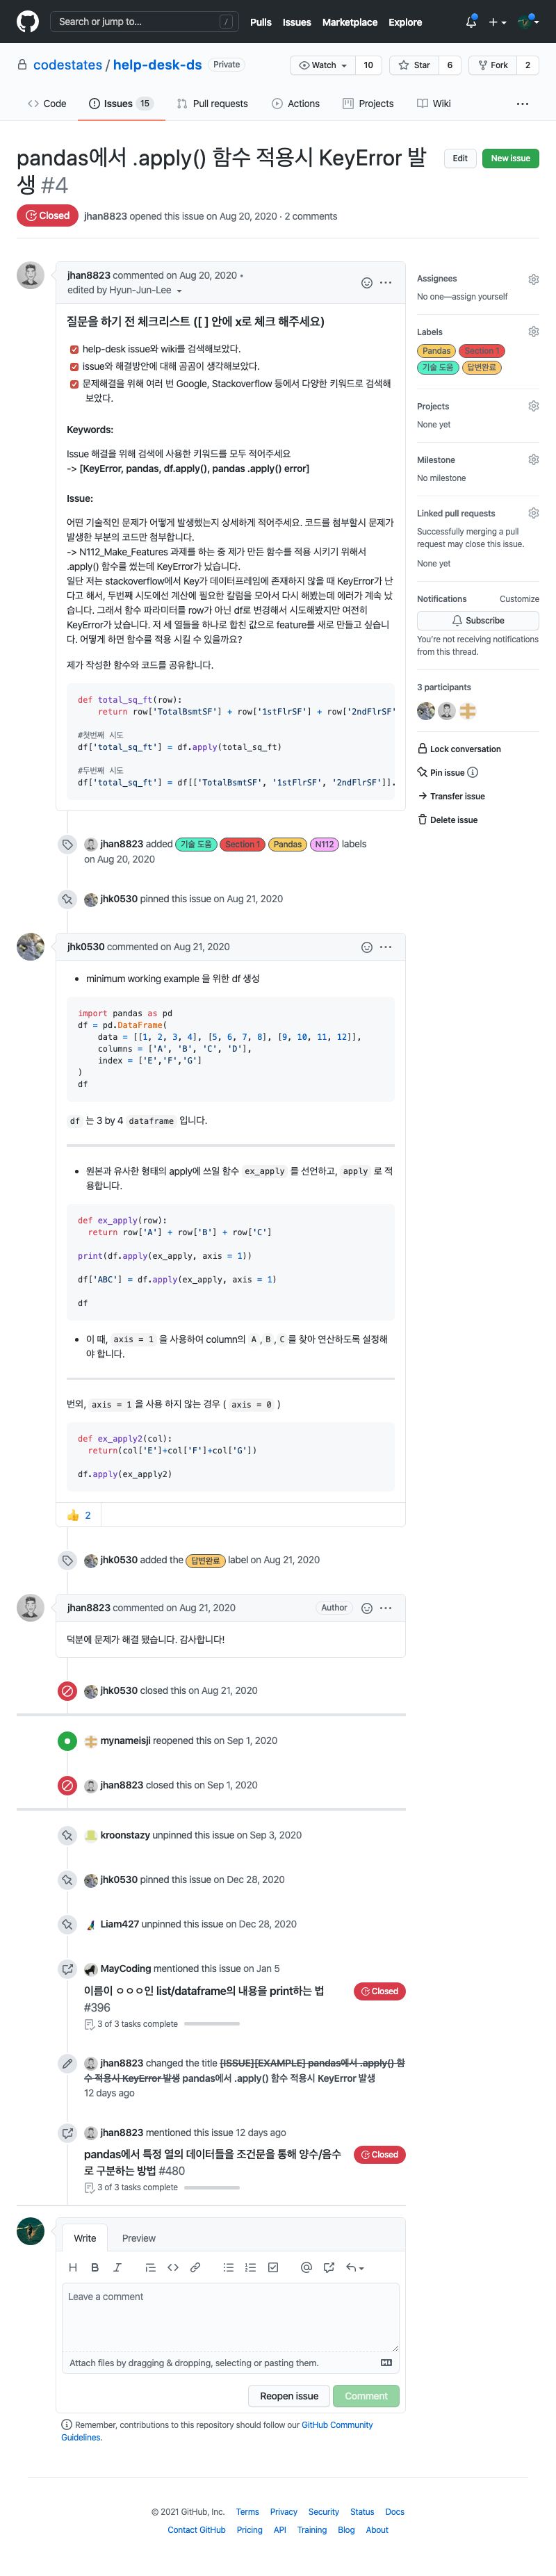 Search or jump to...
/
Pulls Issues Marketplace Explore
codestates / help-desk-ds Private
Watch 10 Star 6 Fork 2
Code Issues 15 Pull requests Actions Projects Wiki ...
pandas에서 .apply() 함수 적용시 KeyError 발
생 #4
Edit New issue
Closed jhan8823 opened this issue on Aug 20, 2020 · 2 comments
jhan8823 commented on Aug 20, 2020 •
edited by Hyun-Jun-Lee
질문을 하기 전 체크리스트 ([ ] 안에 x로 체크 해주세요)
help-desk issue와 wiki를 검색해보았다.
issue와 해결방안에 대해 곰곰이 생각해보았다.
문제해결을 위해 여러 번 Google, Stackoverflow 등에서 다양한 키워드로 검색해
보았다.
Keywords:
Issue 해결을 위해 검색에 사용한 키워드를 모두 적어주세요
-> [KeyError, pandas, df.apply(), pandas .apply() error]
Issue:
어떤 기술적인 문제가 어떻게 발생했는지 상세하게 적어주세요. 코드를 첨부할시 문제가
발생한 부분의 코드만 첨부합니다.
-> N112_Make_Features 과제를 하는 중 제가 만든 함수를 적용 시키기 위해서
.apply() 함수를 썼는데 KeyError가 났습니다.
일단 저는 stackoverflow에서 Key가 데이터프레임에 존재하지 않을 때 KeyError가 난
다고 해서, 두번째 시도에선 계산에 필요한 칼럼을 모아서 다시 해봤는데 에러가 계속 났
습니다. 그래서 함수 파라미터를 row가 아닌 df로 변경해서 시도해봤지만 여전히
KeyError가 났습니다. 저 세 열들을 하나로 합친 값으로 feature를 새로 만들고 싶습니
다. 어떻게 하면 함수를 적용 시킬 수 있을까요?
제가 작성한 함수와 코드를 공유합니다.
def total_sq_ft(row):
return row['TotalBsmtSF'] + row['1stFlrSF'] + row['2ndFlrSF'
#첫번째 시도
df['total_sq_ft'] = df.apply(total_sq_ft)
#두번째 시도
df['total_sq_ft'] = df[['TotalBsmtSF', '1stFlrSF', '2ndFlrSF']].
Assignees
No one—assign yourself
Labels
Pandas Section 1
기술 도움 답변완료
Projects
None yet
Milestone
No milestone
Linked pull requests
Successfully merging a pull
request may close this issue.
None yet
Notifications Customize
Subscribe
You're not receiving notifications
from this thread.
3 participants
Lock conversation
Pin issue
Transfer issue
Delete issue
jhan8823 added 기술 도움 Section 1 Pandas N112 labels
on Aug 20, 2020
jhk0530 pinned this issue on Aug 21, 2020
jhk0530 commented on Aug 21, 2020
• minimum working example 을 위한 df 생성
import pandas as pd
df = pd.DataFrame(
data = [[1, 2, 3, 4], [5, 6, 7, 8], [9, 10, 11, 12]],
columns = ['A', 'B', 'C', 'D'],
index = ['E','F','G']
)
df
df 는 3 by 4 dataframe 입니다.
• 원본과 유사한 형태의 apply에 쓰일 함수 ex_apply 를 선언하고, apply 로 적
용합니다.
def ex_apply(row):
return row['A'] + row['B'] + row['C']
print(df.apply(ex_apply, axis = 1))
df['ABC'] = df.apply(ex_apply, axis = 1)
df
• 이 때, axis = 1 을 사용하여 column의 A , B , C 를 찾아 연산하도록 설정해
야 합니다.
번외, axis = 1 을 사용 하지 않는 경우 ( axis = 0 )
def ex_apply2(col):
return(col['E']+col['F']+col['G'])
df.apply(ex_apply2)
👍 2
jhk0530 added the 답변완료 label on Aug 21, 2020
jhan8823 commented on Aug 21, 2020 Author
덕분에 문제가 해결 됐습니다. 감사합니다!
jhk0530 closed this on Aug 21, 2020
mynameisji reopened this on Sep 1, 2020
jhan8823 closed this on Sep 1, 2020
kroonstazy unpinned this issue on Sep 3, 2020
jhk0530 pinned this issue on Dec 28, 2020
Liam427 unpinned this issue on Dec 28, 2020
MayCoding mentioned this issue on Jan 5
이름이 ㅇㅇㅇ인 list/dataframe의 내용을 print하는 법
#396
Closed
3 of 3 tasks complete
jhan8823 changed the title [ISSUE][EXAMPLE] pandas에서 .apply() 함
수 적용시 KeyError 발생 pandas에서 .apply() 함수 적용시 KeyError 발생
12 days ago
jhan8823 mentioned this issue 12 days ago
pandas에서 특정 열의 데이터들을 조건문을 통해 양수/음수
로 구분하는 방법 #480
Closed
3 of 3 tasks complete
Write Preview
Leave a comment
Attach files by dragging & dropping, selecting or pasting them.
Reopen issue Comment
Remember, contributions to this repository should follow our GitHub Community
Guidelines.
© 2021 GitHub, Inc. Terms Privacy Security Status Docs
Contact GitHub Pricing API Training Blog About